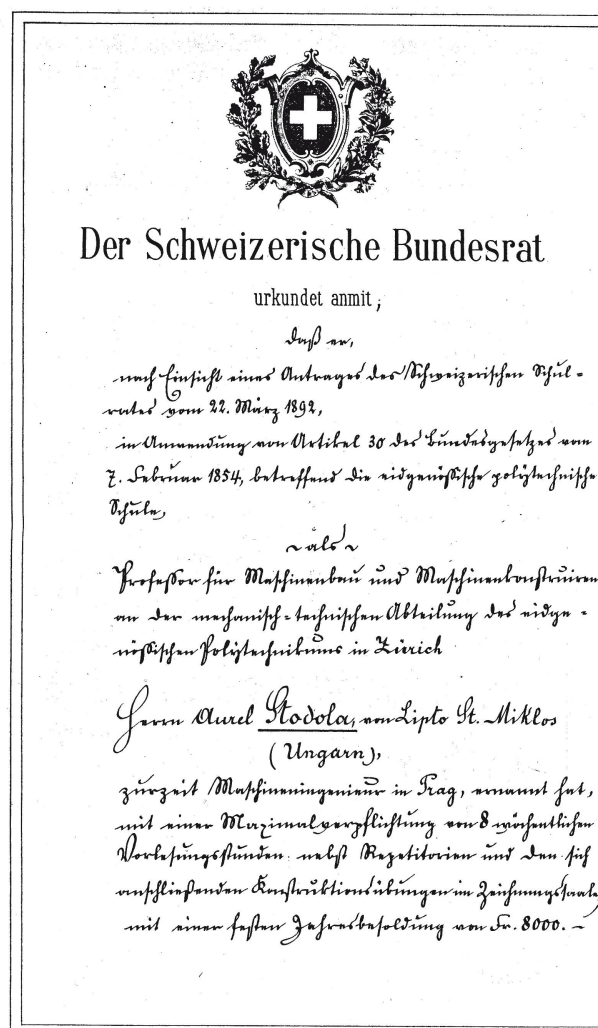 Der Schweizerische Bundesrat
urkundet anmit;
daß er,
nach Einsicht eines Antrages des Schweizerischen Schul-
rates vom 22. März 1892,
in Anwendung von Artikel 30 des Bundesgesetzes vom
7. Februar 1854, betreffend die eidgenössische polytechnische
Schule,
als
Professor für Maschinenbau und Maschinenkonstruiren
an der mechanisch-technischen Abteilung des eidge-
nössischen Polytechnikums in Zürich
Herrn Aurel Stodola, von Lipto St. Miklos
(Ungarn),
zurzeit Maschineningenieur in Prag, ernannt hat,
mit einer Maximalverpflichtung von 8 wöchentlichen
Vorlesungsstunden nebst Repetitorien und den sich
anschließenden Konstruktionsübungen im Zeichnungssaale
mit einer festen Jahresbesoldung von Fr. 8000.-